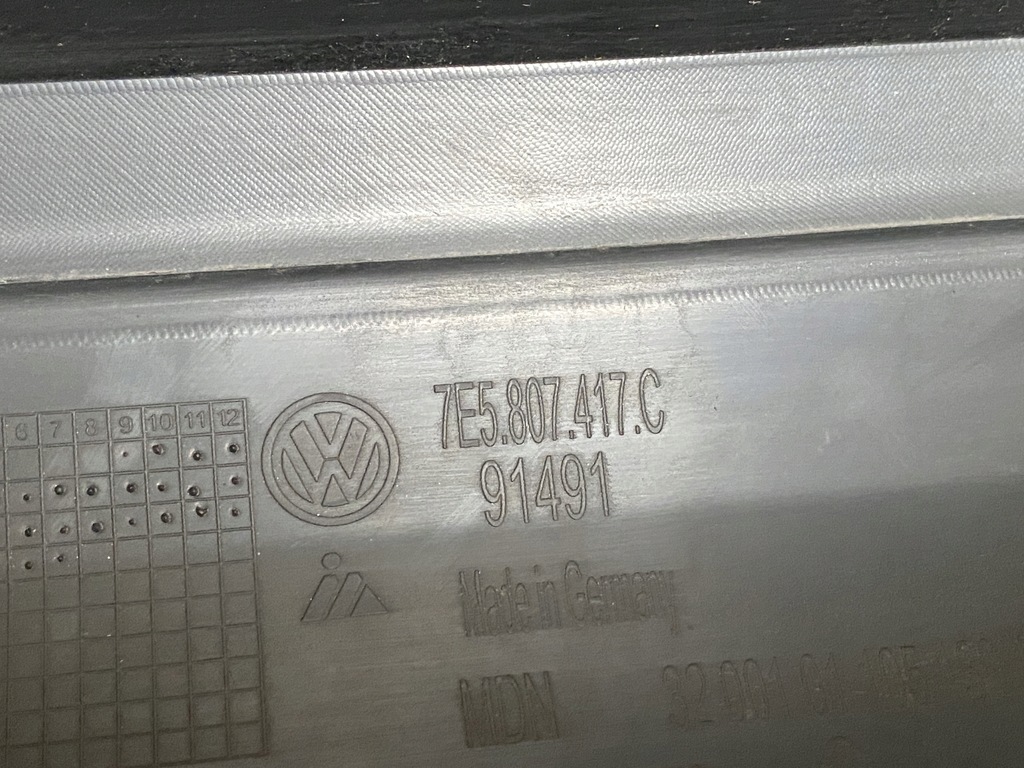 6 7 8 9 10 11 12
7E5.807.417.C
91491
Made in Germany
MDN